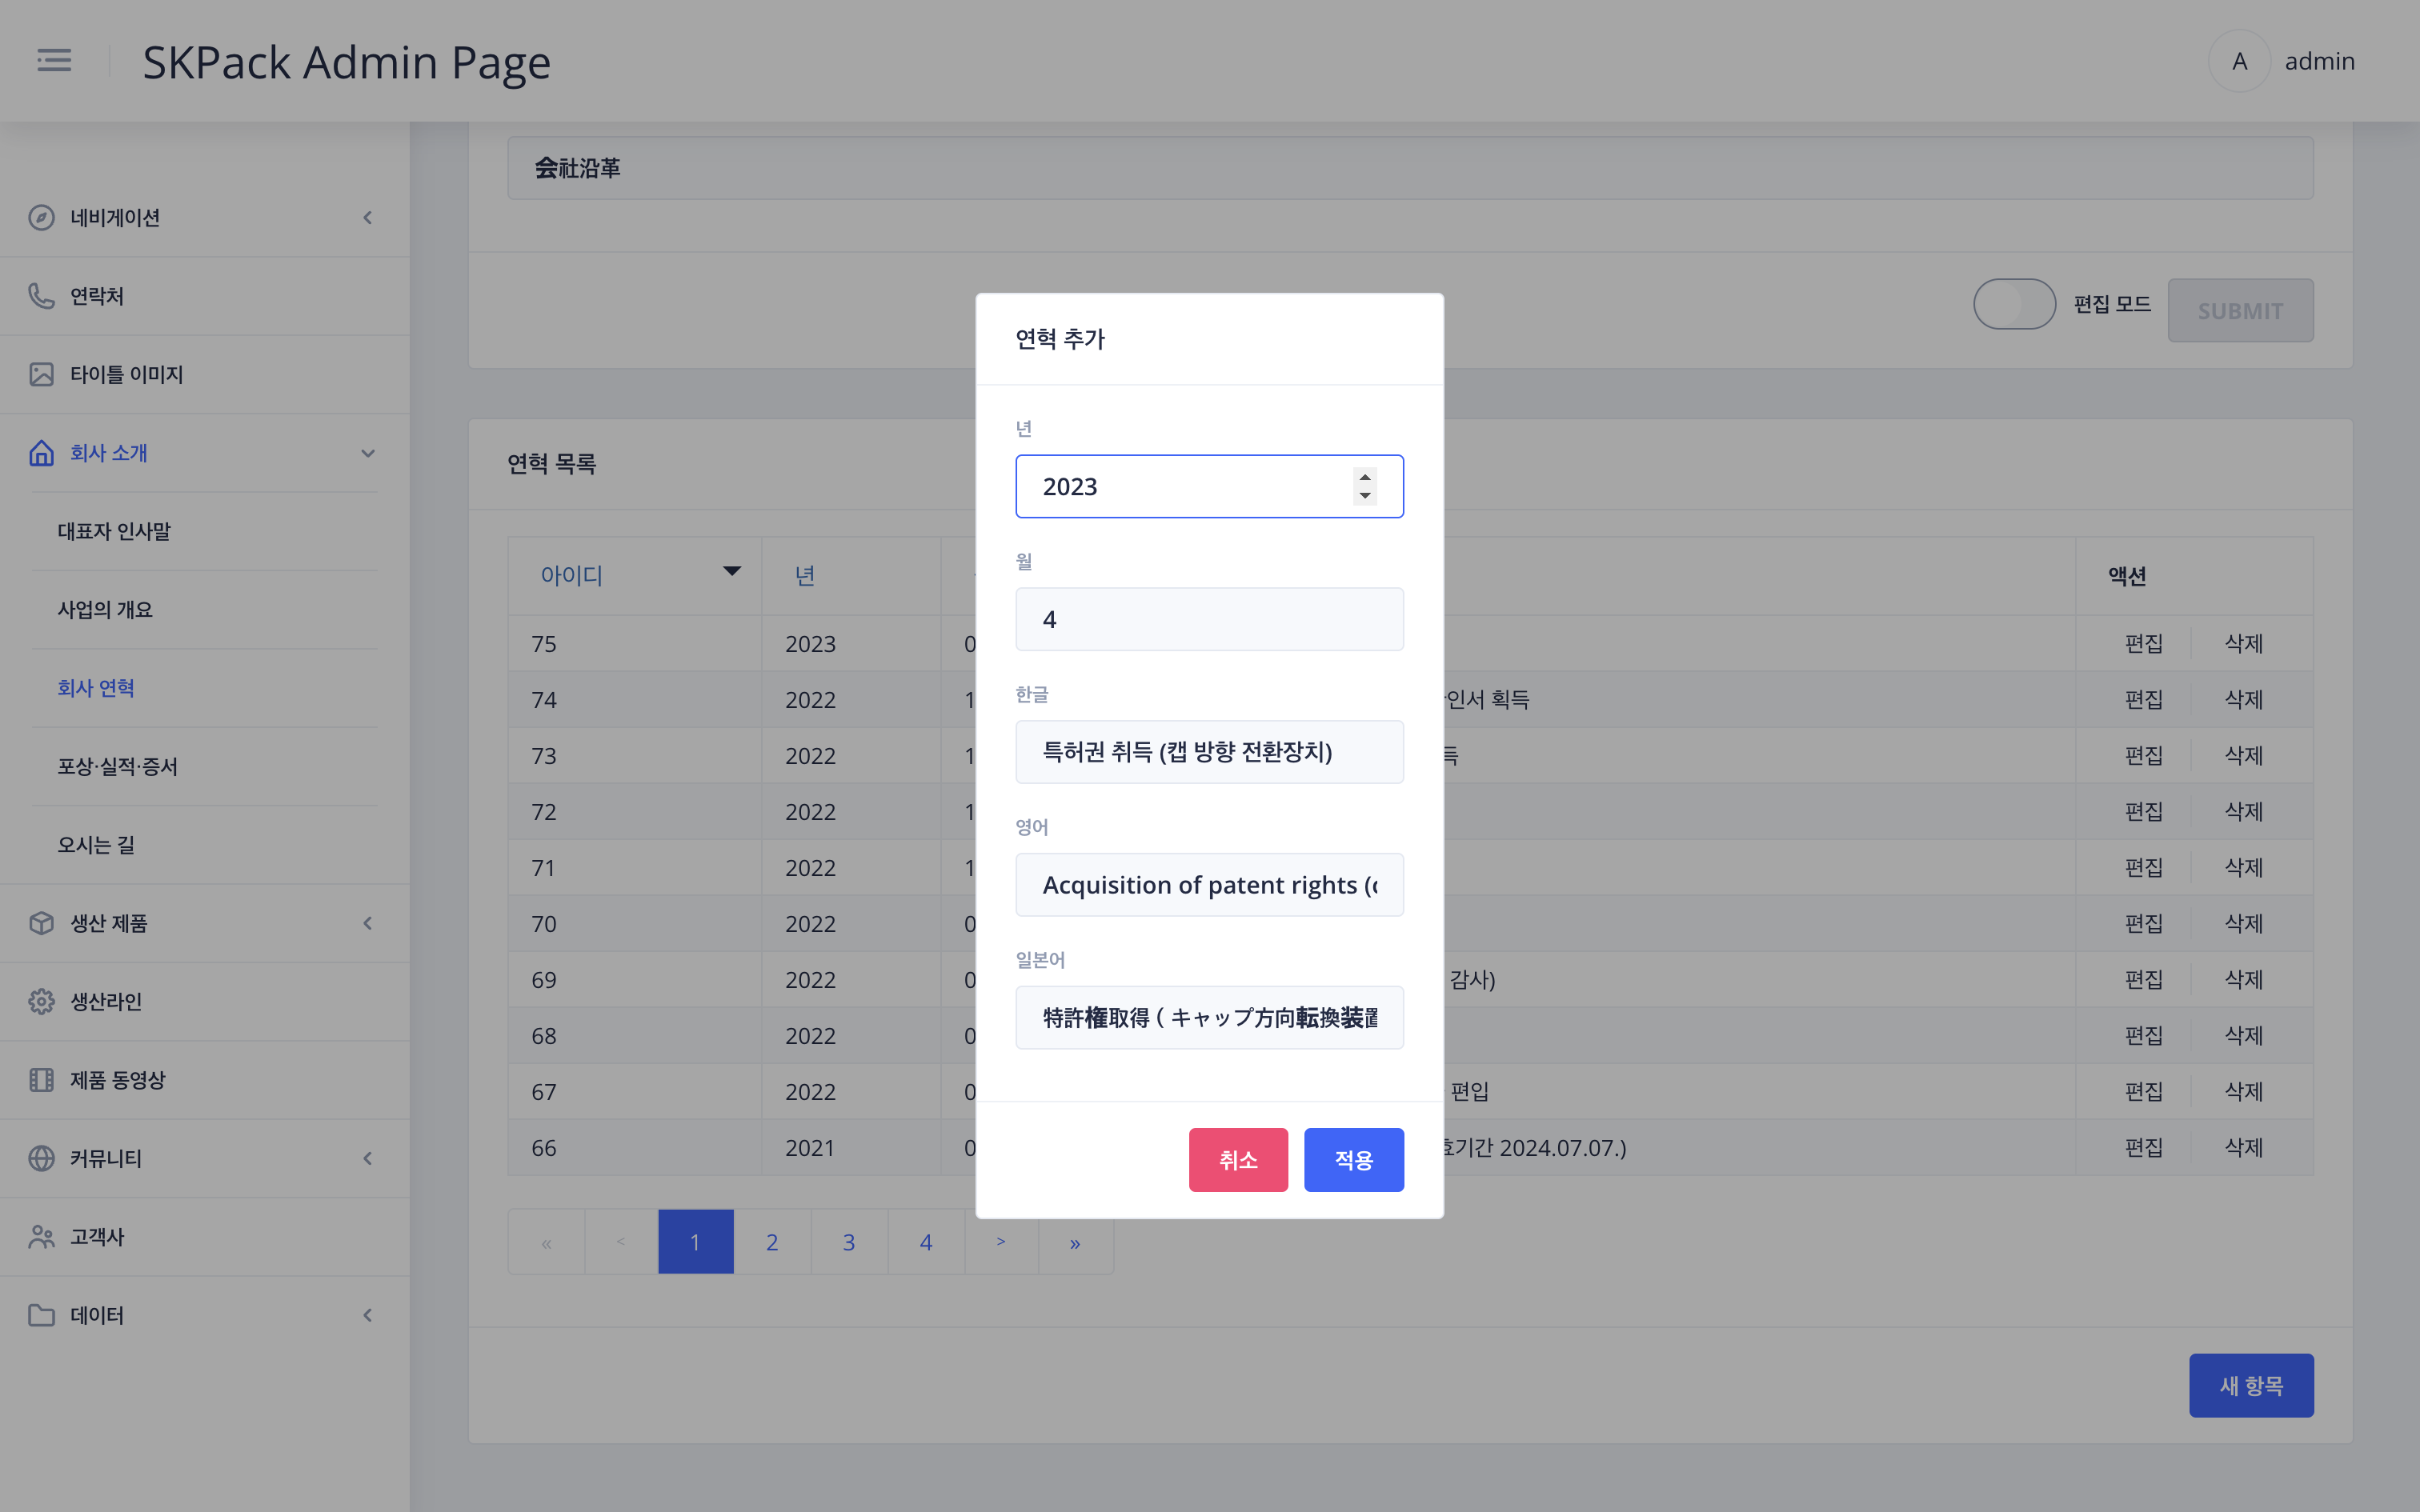 SKPack Admin Page
A
admin
네비게이션
연락처
타이틀 이미지
회사 소개
대표자 인사말
사업의 개요
회사 연혁
포상·실적·증서
오시는 길
생산 제품
생산라인
제품 동영상
커뮤니티
고객사
데이터
会社沿革
편집 모드
SUBMIT
연혁 목록
아이디 년 액션
75 2023 0 편집 삭제
74 2022 1 인서 획득 편집 삭제
73 2022 1 득 편집 삭제
72 2022 1 편집 삭제
71 2022 1 편집 삭제
70 2022 0 편집 삭제
69 2022 0 감사) 편집 삭제
68 2022 0 편집 삭제
67 2022 0 편입 편집 삭제
66 2021 0 기간 2024.07.07.) 편집 삭제
« < 1 2 3 4 > »
새 항목
연혁 추가
년
2023
월
4
한글
특허권 취득 (캡 방향 전환장치)
영어
Acquisition of patent rights (
일본어
特許権取得 ( キャップ方向転換装置
취소
적용